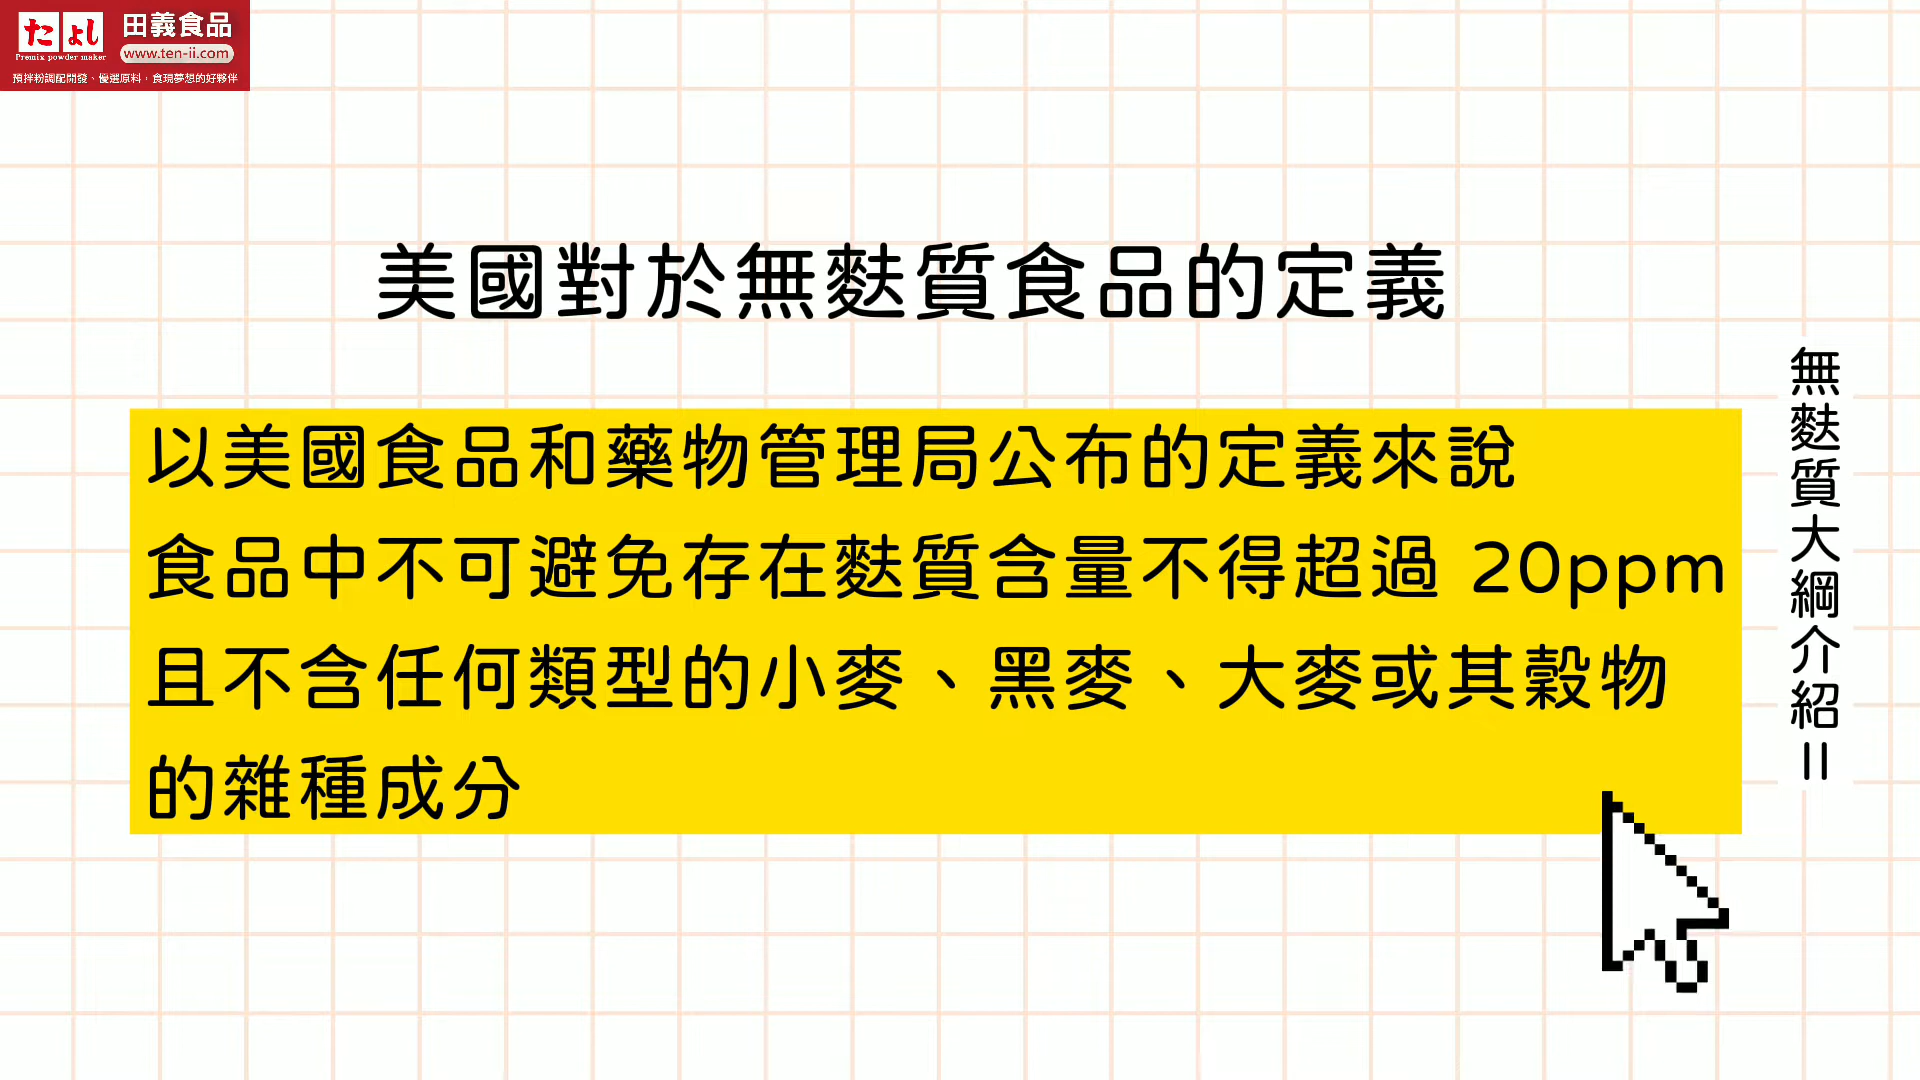 たよし
Premix powder maker
田義食品
www.ten-ii.com
預拌粉調配開發、優選原料，食現夢想的好夥伴
美國對於無麩質食品的定義
以美國食品和藥物管理局公布的定義來說
食品中不可避免存在麩質含量不得超過 20ppm
且不含任何類型的小麥、黑麥、大麥或其穀物
的雜種成分
無麩質大綱介紹II